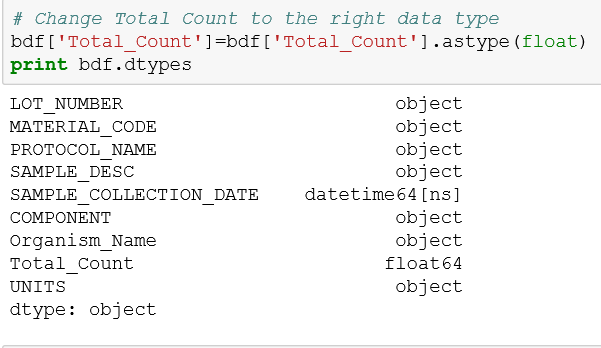 # Change Total Count to the right data type
bdf['Total_Count']=bdf['Total_Count'].astype(float)
print bdf.dtypes
LOT_NUMBER                        object
MATERIAL_CODE                     object
PROTOCOL_NAME                     object
SAMPLE_DESC                       object
SAMPLE_COLLECTION_DATE    datetime64[ns]
COMPONENT                         object
Organism_Name                     object
Total_Count                      float64
UNITS                             object
dtype: object